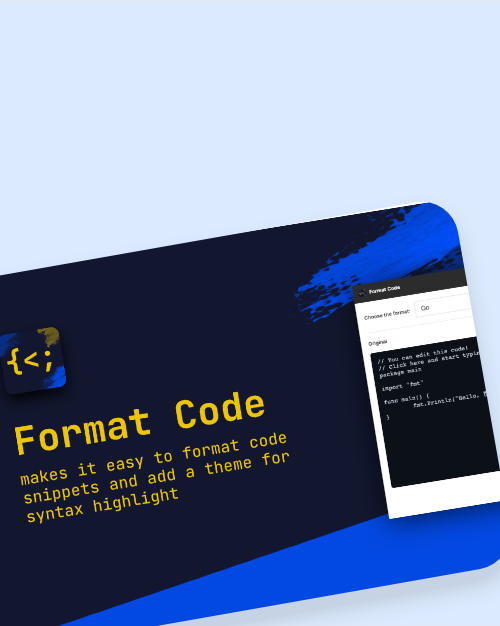 {<;
Format Code
makes it easy to format code
snippets and add a theme for
syntax highlight
Format Code
Choose the format:
Go
Original
// You can edit this code!
// Click here and start typin
package main
import "fmt"
func main() {
fmt.Println("Hello,
}